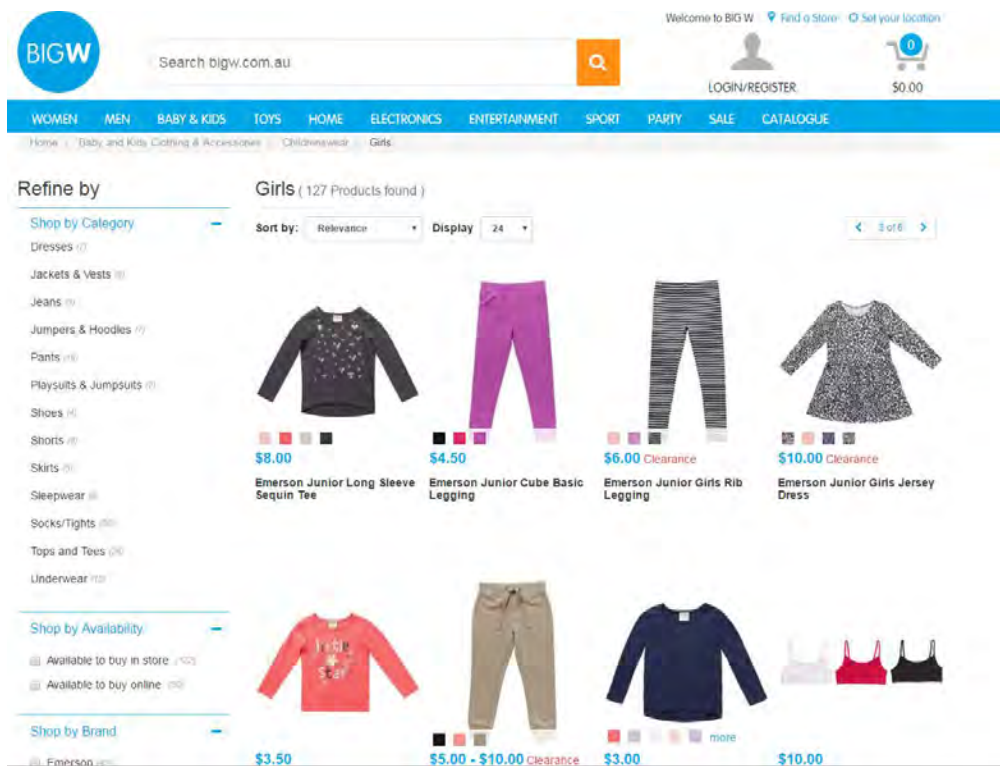 Welcome to BIG W Find a Store Set your location
BIGW
Search bigw.com.au
0
LOGIN/REGISTER $0.00
WOMEN MEN BABY & KIDS TOYS HOME ELECTRONICS ENTERTAINMENT SPORT PARTY SALE CATALOGUE
Home Baby and Kids Clothing & Accessories Childrenswear Girls
Refine by
Girls ( 127 Products found )
Shop by Category
Sort by: Relevance Display 24 3 of 6
Dresses
Jackets & Vests
Jeans
Jumpers & Hoodies
Pants
Playsuits & Jumpsuits
Shoes
Shorts
Skirts
Sleepwear
Socks/Tights
Tops and Tees
Underwear
$8.00 $4.50 $6.00 Clearance $10.00 Clearance
Emerson Junior Long Sleeve Sequin Tee
Emerson Junior Cube Basic Legging
Emerson Junior Girls Rib Legging
Emerson Junior Girls Jersey Dress
Shop by Availability
Available to buy in store
Available to buy online
Shop by Brand
Emerson
little
Star
more
$3.50 $5.00 - $10.00 Clearance $3.00 $10.00